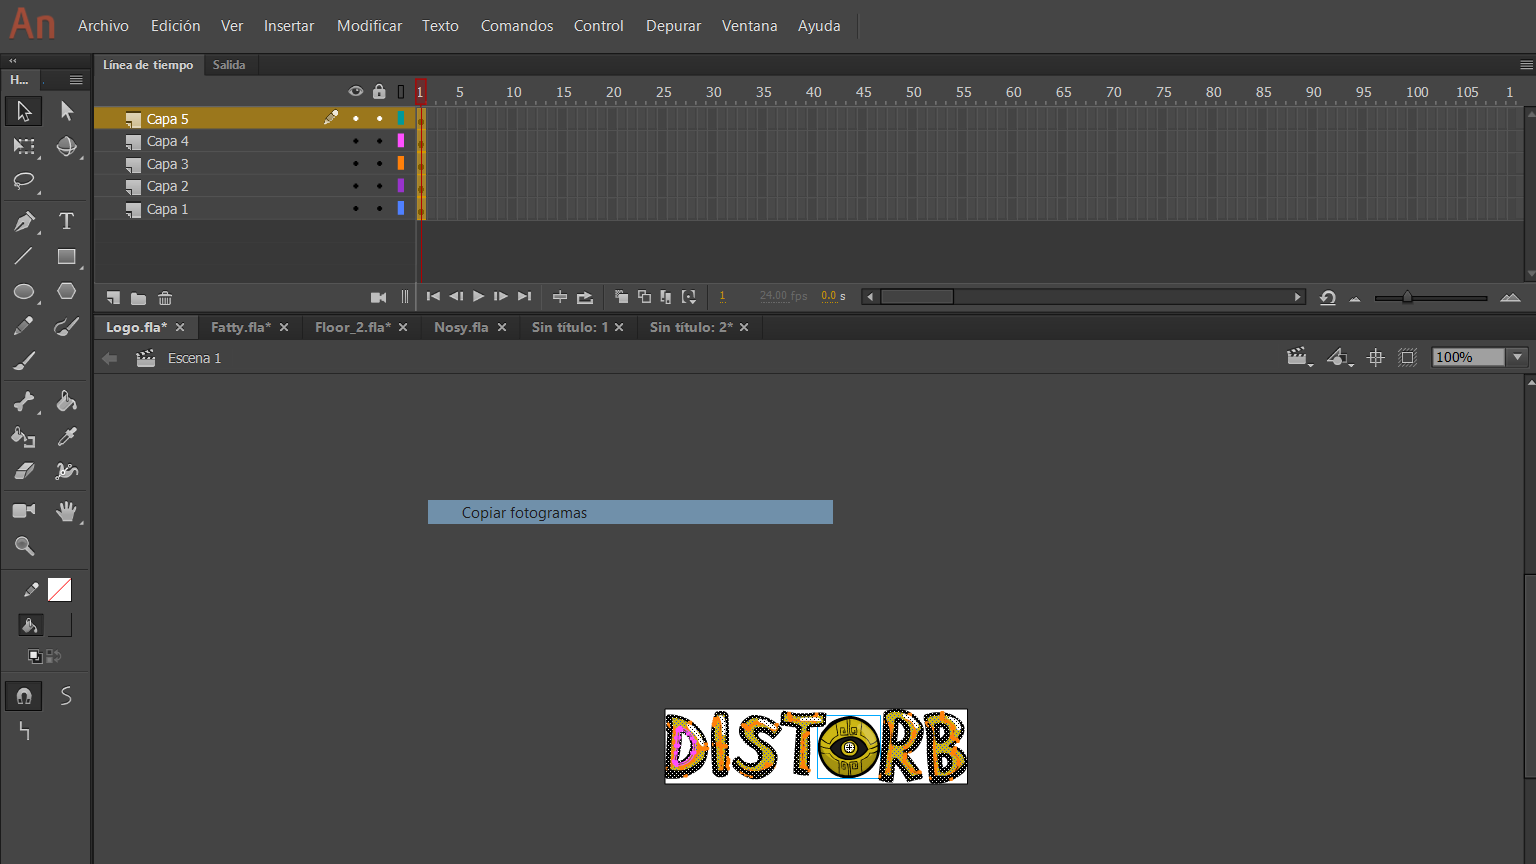 An Archivo Edición Ver Insertar Modificar Texto Comandos Control Depurar Ventana Ayuda
Línea de tiempo Salida
H...
1 5 10 15 20 25 30 35 40 45 50 55 60 65 70 75 80 85 90 95 100 105 1
Capa 5
Capa 4
Capa 3
Capa 2
Capa 1
1 24.00 fps 0.0 s
Logo.fla* Fatty.fla* Floor_2.fla* Nosy.fla Sin título: 1 Sin título: 2*
Escena 1 100%
Copiar fotogramas
DISTORB